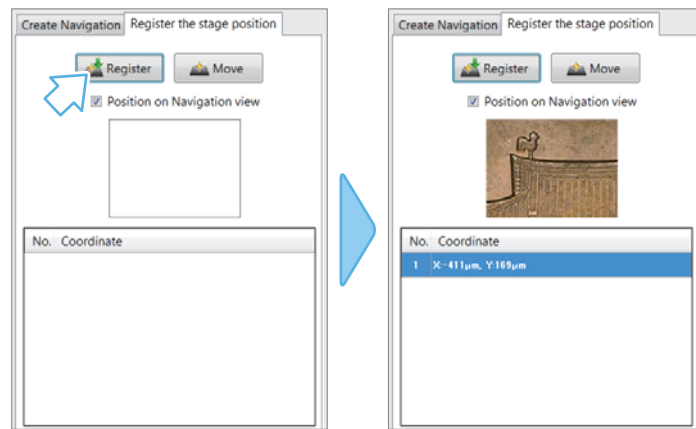 Create Navigation Register the stage position
Register Move
Position on Navigation view
No. Coordinate
Create Navigation Register the stage position
Register Move
Position on Navigation view
No. Coordinate
1 X:-411μm, Y:169μm